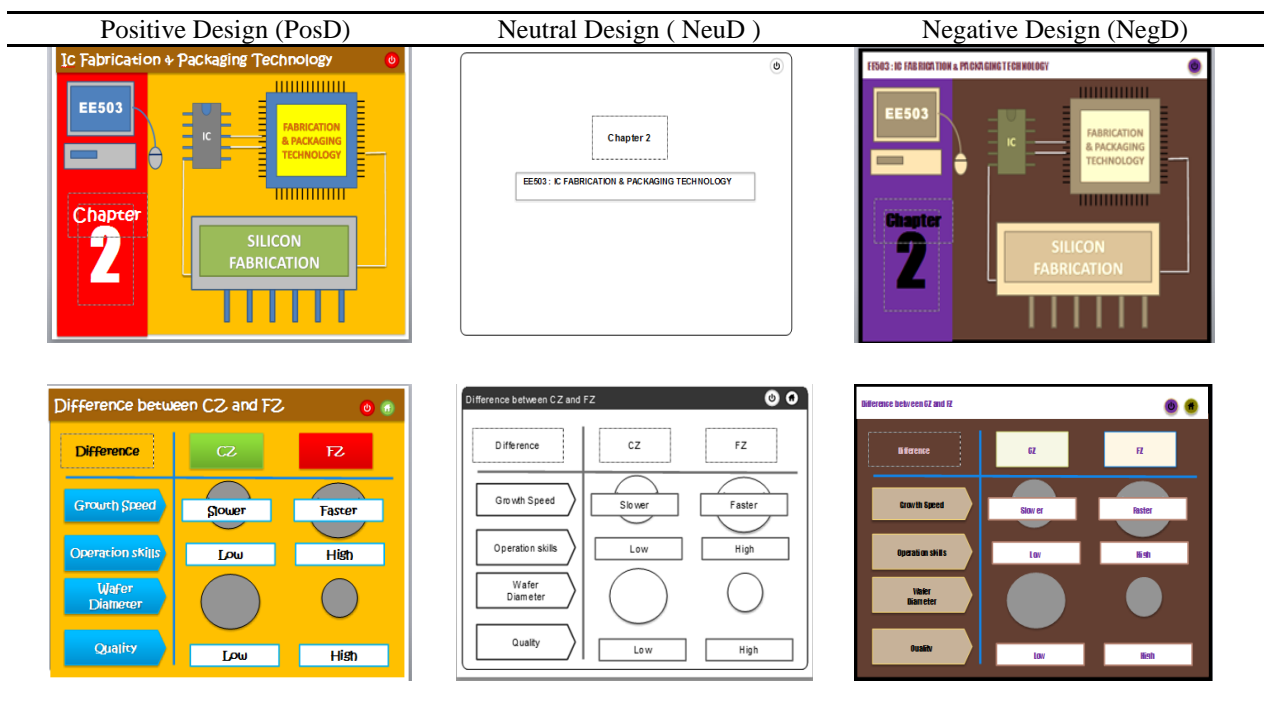 Positive Design (PosD)
Neutral Design ( NeuD )
Negative Design (NegD)
Ic Fabrication & Packaging Technology
EE503
IC
FABRICATION
& PACKAGING
TECHNOLOGY
Chapter
2
SILICON
FABRICATION
Chapter 2
EE503 : IC FABRICATION & PACKAGING TECHNOLOGY
EE503 : IC FABRICATION & PACKAGING TECHNOLOGY
EE503
IC
FABRICATION
& PACKAGING
TECHNOLOGY
Chapter
2
SILICON
FABRICATION
Difference between CZ and FZ
Difference
CZ
FZ
Growth Speed
Slower
Faster
Operation skills
Low
High
Wafer
Diameter
Quality
Low
High
Difference between CZ and FZ
Difference
CZ
FZ
Growth Speed
Slower
Faster
Operation skills
Low
High
Wafer
Diameter
Quality
Low
High
Difference between CZ and FZ
Difference
CZ
FZ
Growth Speed
Slower
Faster
Operation skills
Low
High
Wafer
Diameter
Quality
Low
High